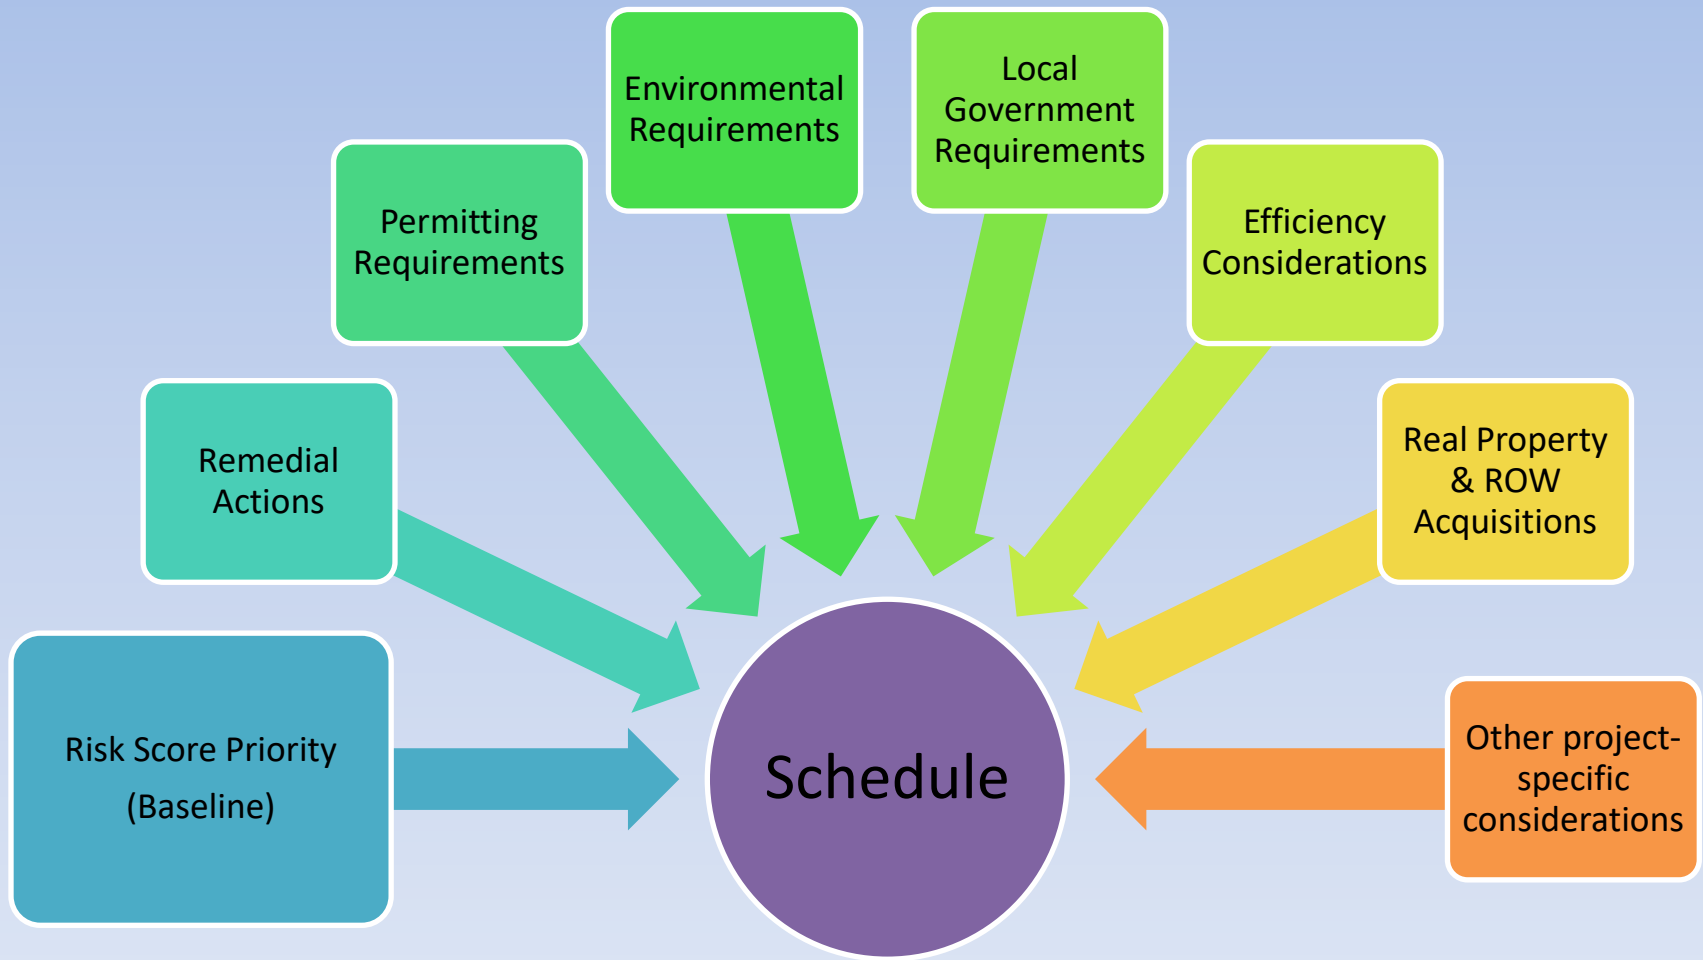 Risk Score Priority
(Baseline)
Remedial
Actions
Permitting
Requirements
Environmental
Requirements
Local
Government
Requirements
Efficiency
Considerations
Real Property
& ROW
Acquisitions
Other project-
specific
considerations
Schedule